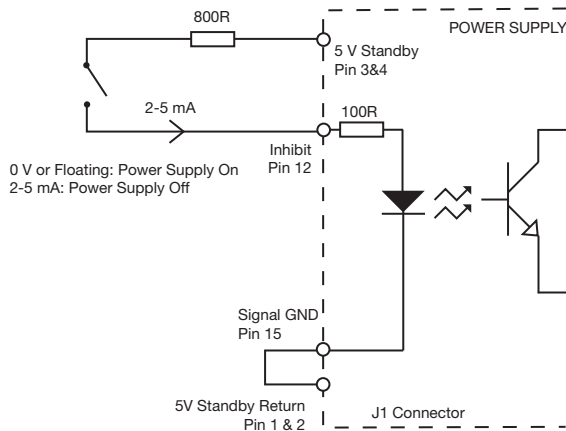 800R
POWER SUPPLY
5 V Standby
Pin 3&4
2-5 mA
100R
Inhibit
Pin 12
0 V or Floating: Power Supply On
2-5 mA: Power Supply Off
Signal GND
Pin 15
5V Standby Return
Pin 1 & 2
J1 Connector